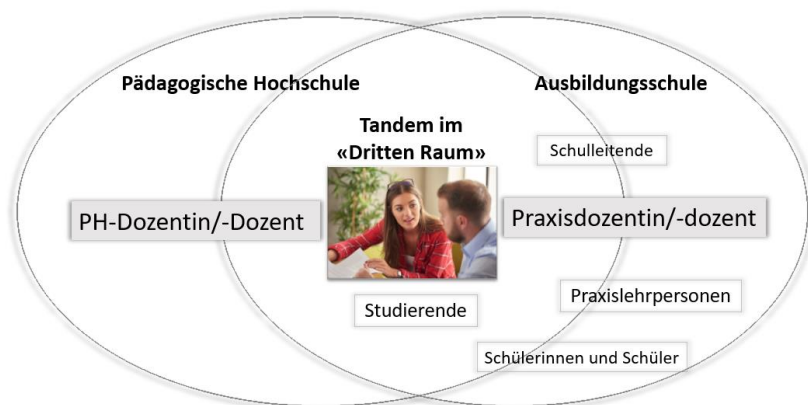 Pädagogische Hochschule
Ausbildungsschule
Tandem im
«Dritten Raum»
Schulleitende
PH-Dozentin/-Dozent
Praxisdozentin/-dozent
Studierende
Praxislehrpersonen
Schülerinnen und Schüler